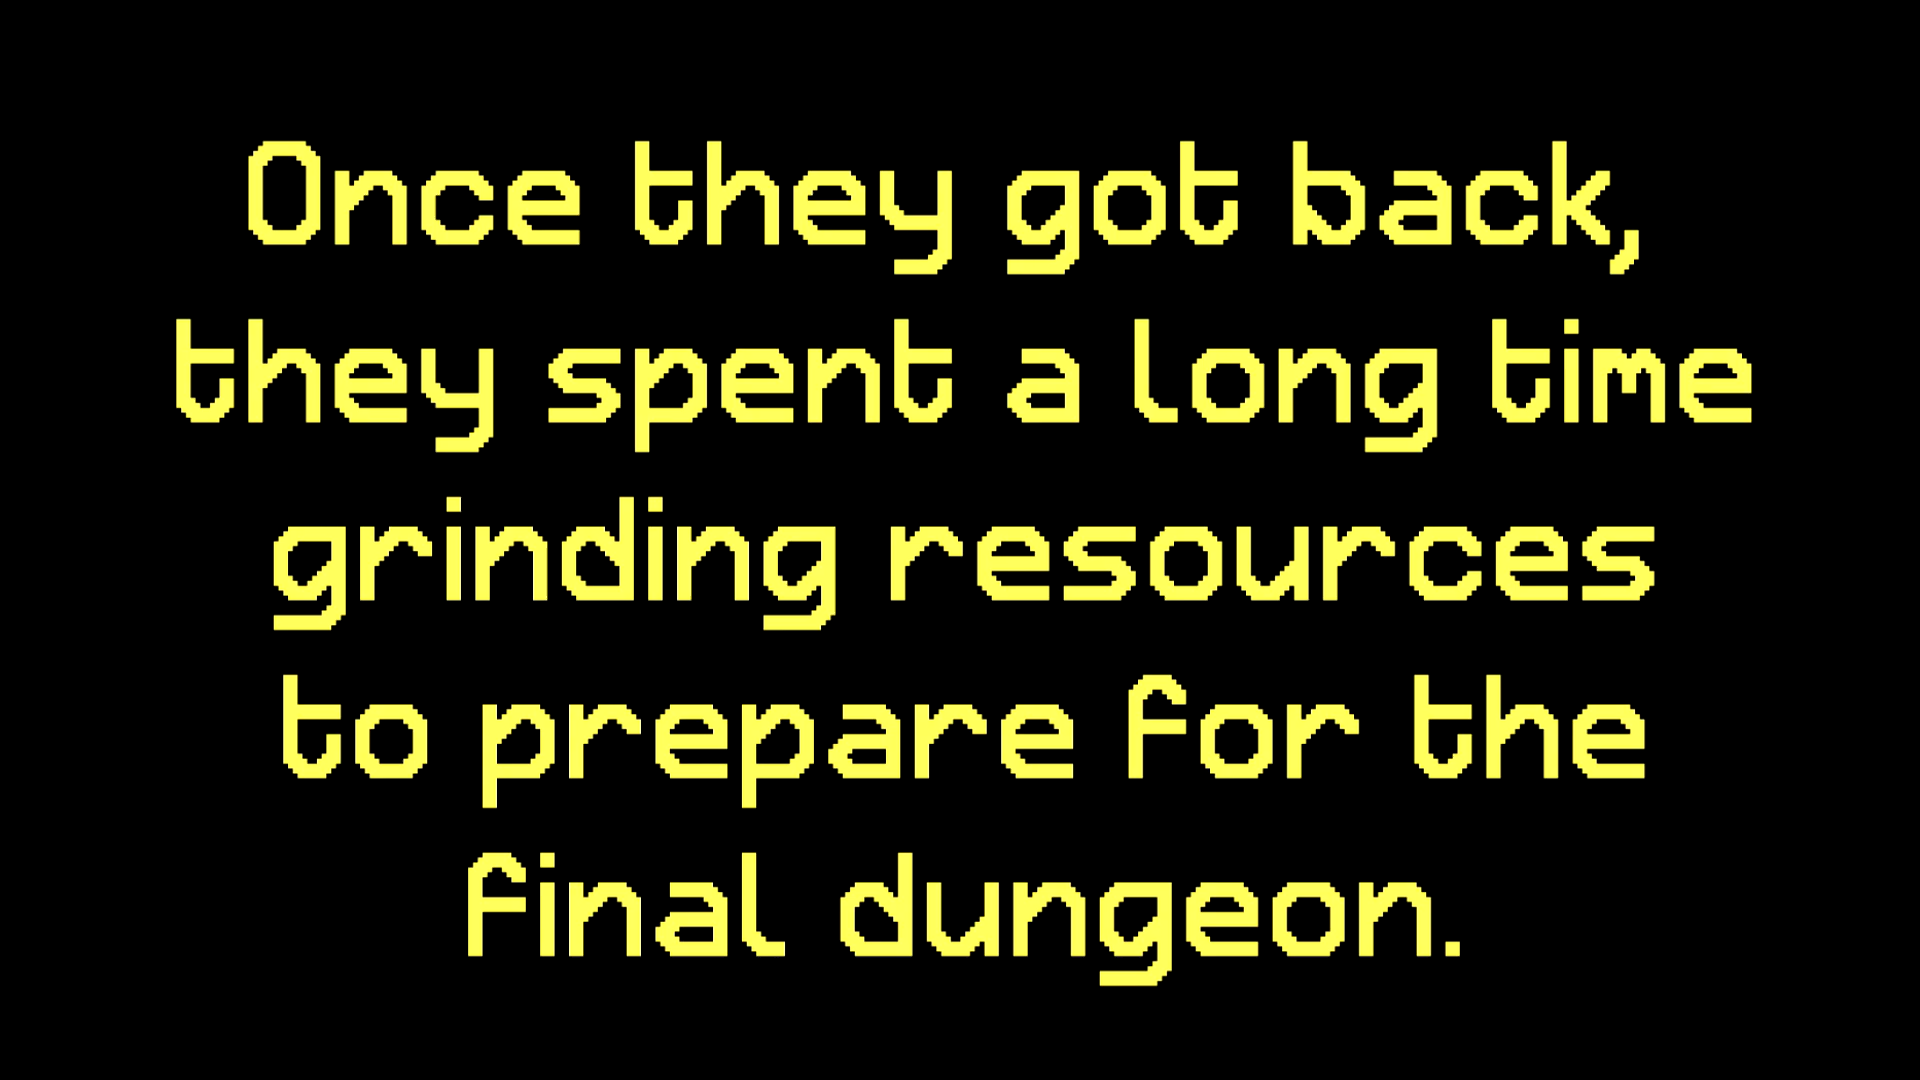 Once they got back,
they spent a long time
grinding resources
to prepare for the
final dungeon.